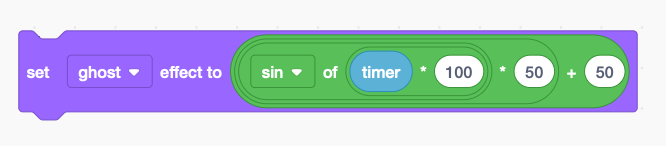 set ghost effect to sin of timer * 100 * 50 + 50